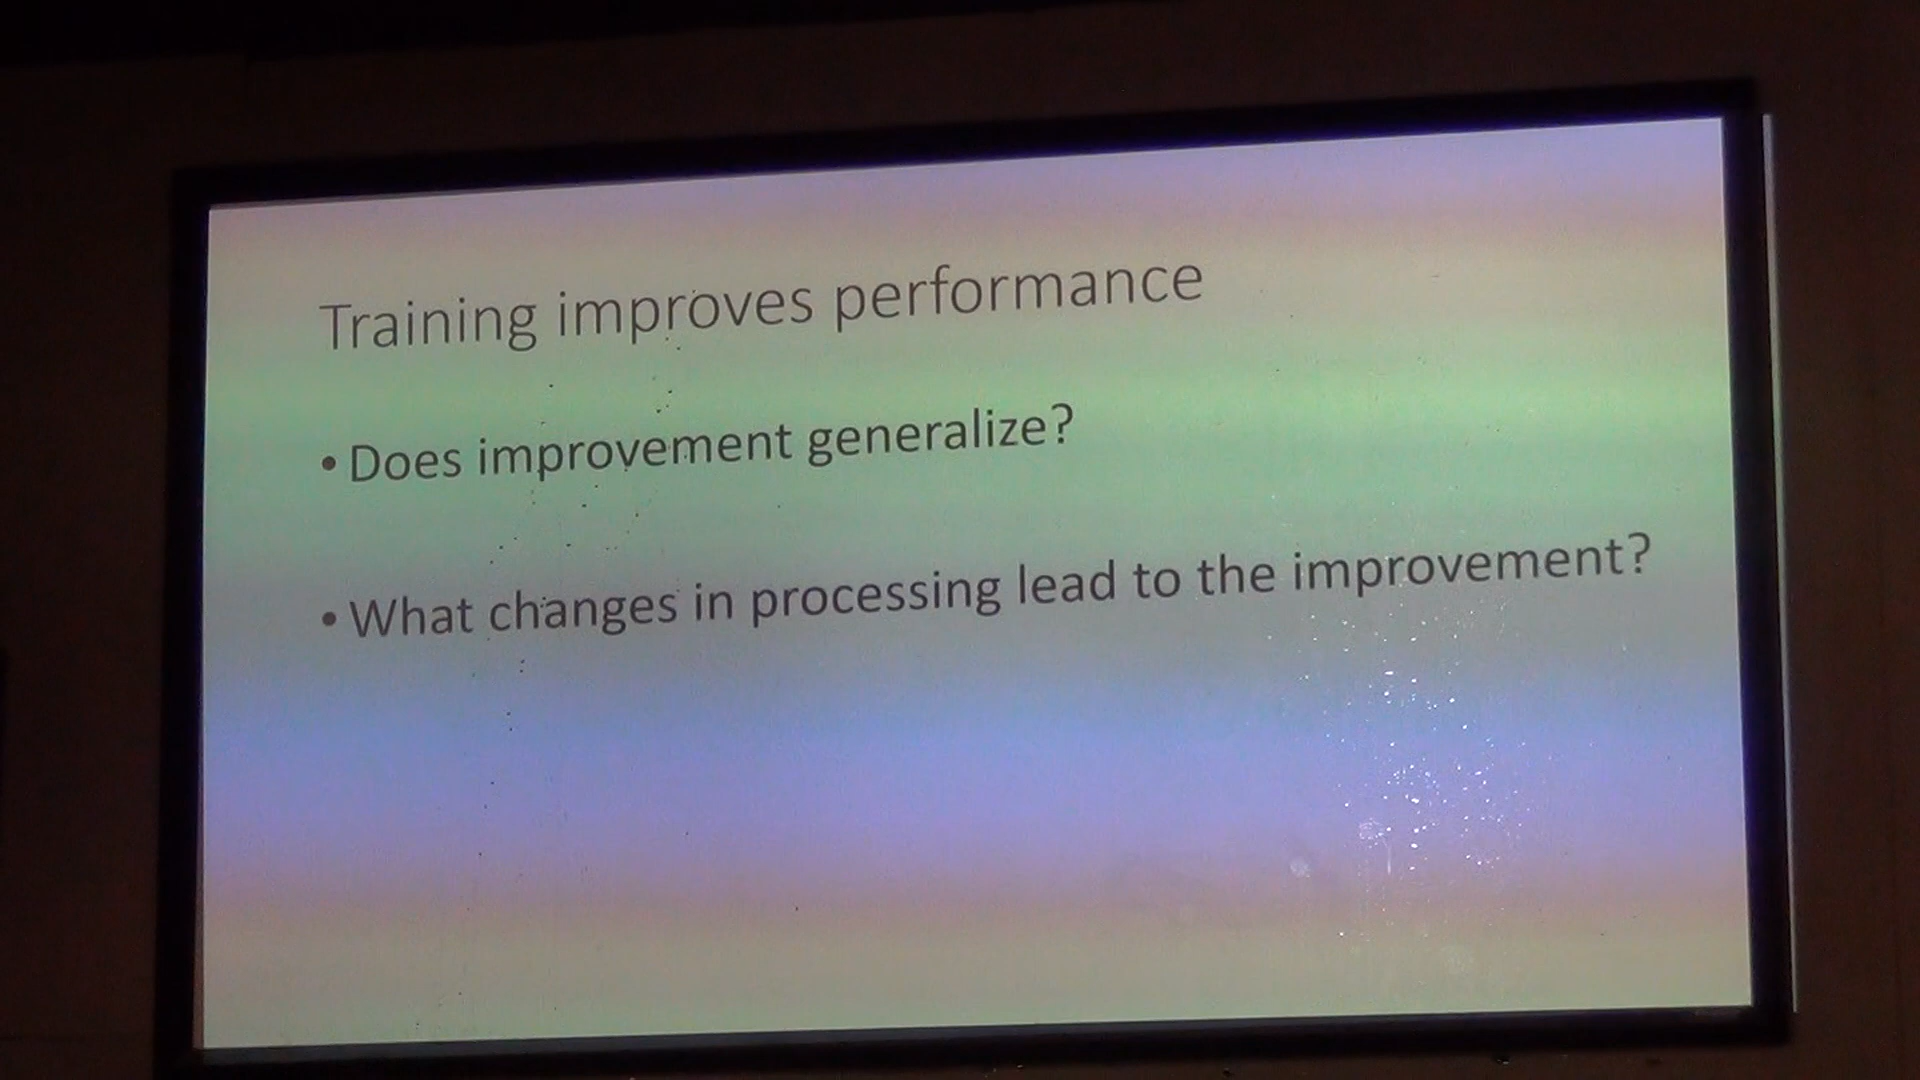 Training improves performance
• Does improvement generalize?
• What changes in processing lead to the improvement?